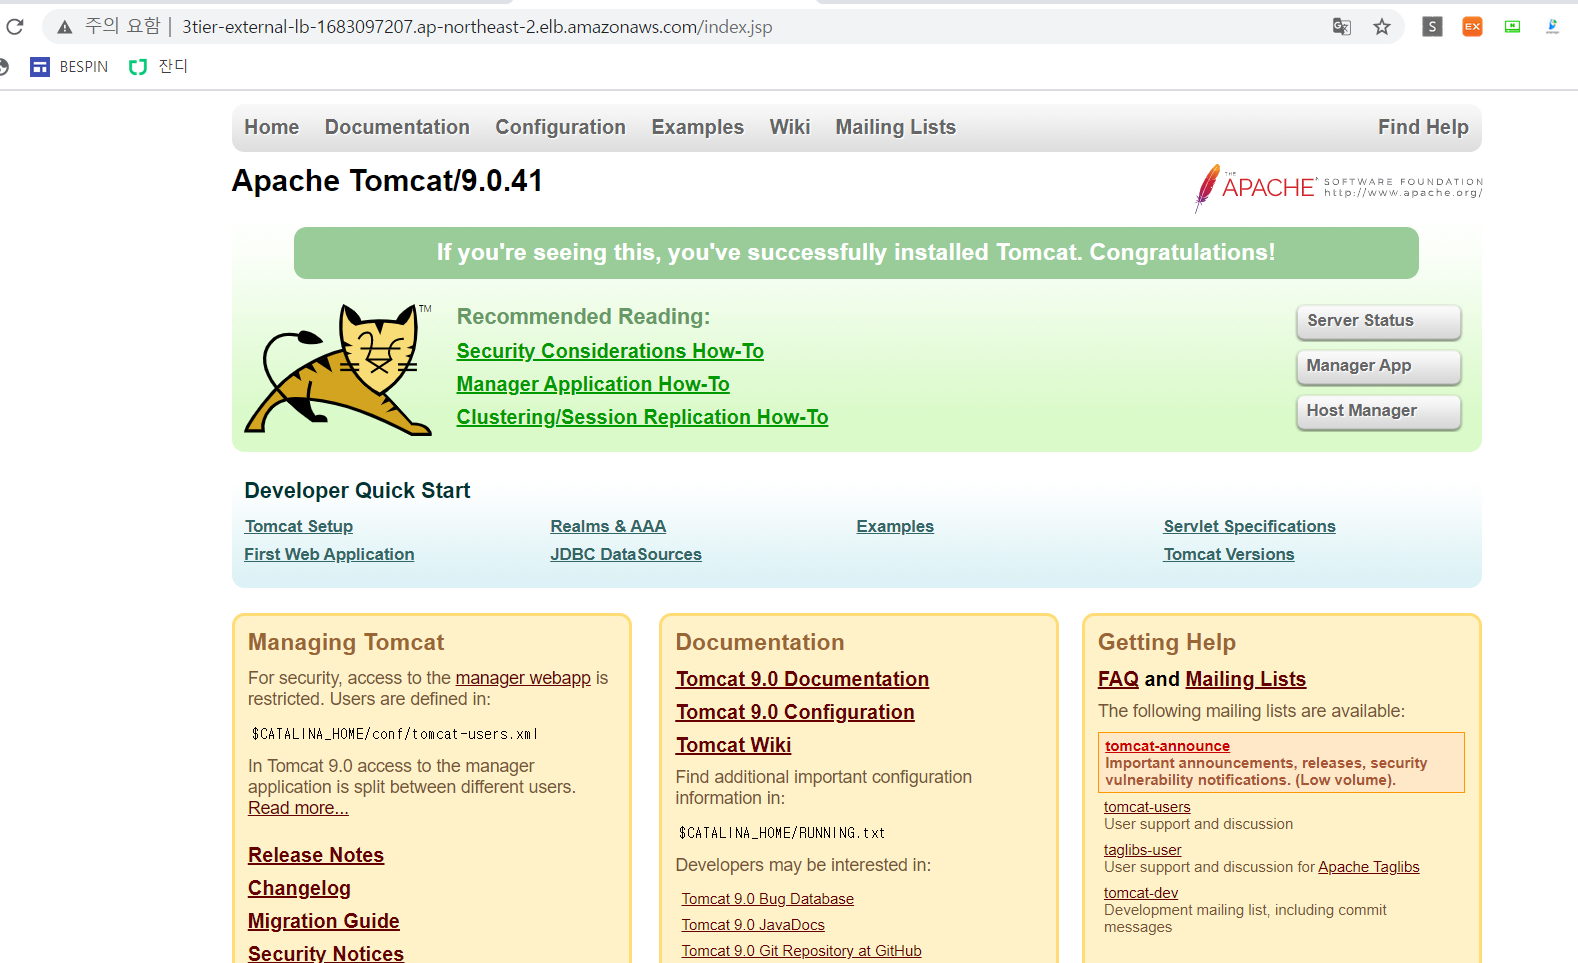 주의 요함 | 3tier-external-lb-1683097207.ap-northeast-2.elb.amazonaws.com/index.jsp
S EX N
BESPIN 잔디
Home Documentation Configuration Examples Wiki Mailing Lists Find Help
Apache Tomcat/9.0.41
THE APACHE® SOFTWARE FOUNDATION
http://www.apache.org/
If you're seeing this, you've successfully installed Tomcat. Congratulations!
TM
Recommended Reading:
Security Considerations How-To
Manager Application How-To
Clustering/Session Replication How-To
Server Status
Manager App
Host Manager
Developer Quick Start
Tomcat Setup Realms & AAA Examples Servlet Specifications
First Web Application JDBC DataSources Tomcat Versions
Managing Tomcat
For security, access to the manager webapp is
restricted. Users are defined in:
$CATALINA_HOME/conf/tomcat-users.xml
In Tomcat 9.0 access to the manager
application is split between different users.
Read more...
Release Notes
Changelog
Migration Guide
Security Notices
Documentation
Tomcat 9.0 Documentation
Tomcat 9.0 Configuration
Tomcat Wiki
Find additional important configuration
information in:
$CATALINA_HOME/RUNNING.txt
Developers may be interested in:
Tomcat 9.0 Bug Database
Tomcat 9.0 JavaDocs
Tomcat 9.0 Git Repository at GitHub
Getting Help
FAQ and Mailing Lists
The following mailing lists are available:
tomcat-announce
Important announcements, releases, security
vulnerability notifications. (Low volume).
tomcat-users
User support and discussion
taglibs-user
User support and discussion for Apache Taglibs
tomcat-dev
Development mailing list, including commit
messages